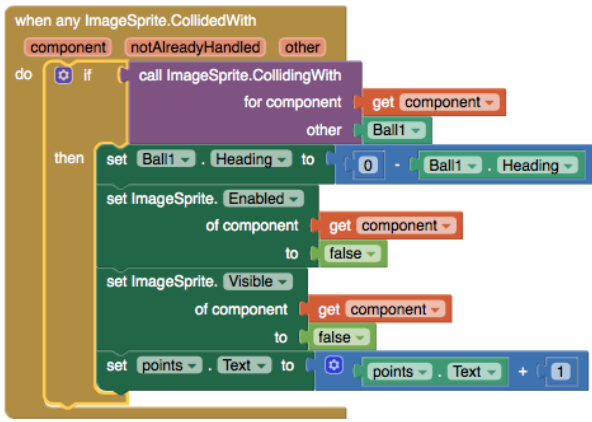 when any ImageSprite.CollidedWith
component notAlreadyHandled other
do if call ImageSprite.CollidingWith
for component get component
other Ball1
then set Ball1 . Heading to 0 - Ball1 . Heading
set ImageSprite. Enabled
of component get component
to false
set ImageSprite. Visible
of component get component
to false
set points . Text to points . Text + 1